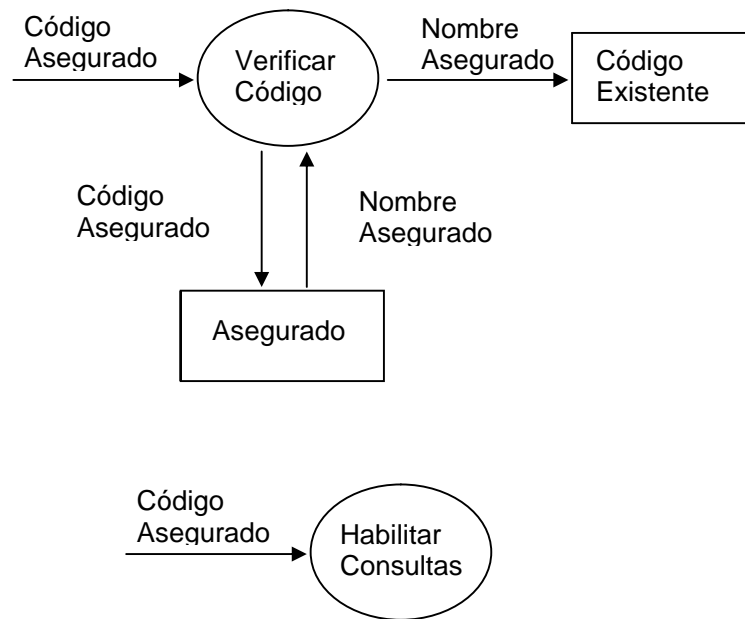 Código
Asegurado
Verificar
Código
Nombre
Asegurado
Código
Existente
Código
Asegurado
Nombre
Asegurado
Asegurado
Código
Asegurado
Habilitar
Consultas